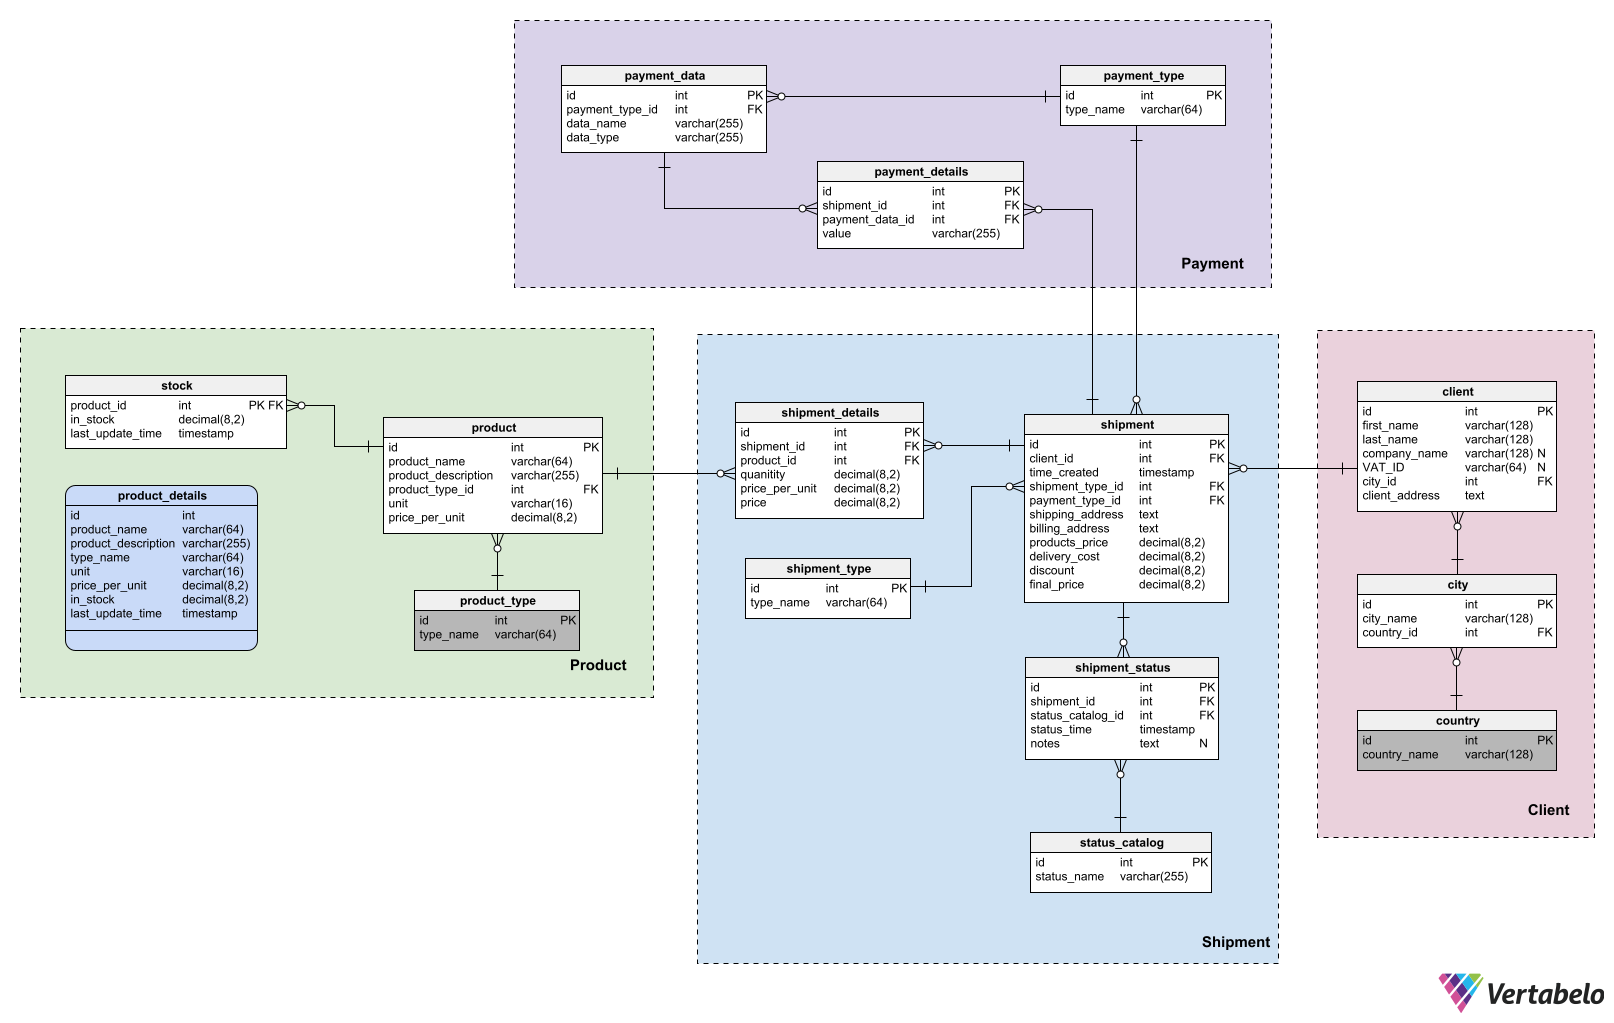 payment_data
id int PK
payment_type_id int FK
data_name varchar(255)
data_type varchar(255)
payment_type
id int PK
type_name varchar(64)
payment_details
id int PK
shipment_id int FK
payment_data_id int FK
value varchar(255)
Payment
stock
product_id int PK FK
in_stock decimal(8,2)
last_update_time timestamp
product
id int PK
product_name varchar(64)
product_description varchar(255)
product_type_id int FK
unit varchar(16)
price_per_unit decimal(8,2)
product_details
id int
product_name varchar(64)
product_description varchar(255)
type_name varchar(64)
unit varchar(16)
price_per_unit decimal(8,2)
in_stock decimal(8,2)
last_update_time timestamp
product_type
id int PK
type_name varchar(64)
Product
shipment_details
id int PK
shipment_id int FK
product_id int FK
quanitity decimal(8,2)
price_per_unit decimal(8,2)
price decimal(8,2)
shipment
id int PK
client_id int FK
time_created timestamp
shipment_type_id int FK
payment_type_id int FK
shipping_address text
billing_address text
products_price decimal(8,2)
delivery_cost decimal(8,2)
discount decimal(8,2)
final_price decimal(8,2)
shipment_type
id int PK
type_name varchar(64)
shipment_status
id int PK
shipment_id int FK
status_catalog_id int FK
status_time timestamp
notes text N
status_catalog
id int PK
status_name varchar(255)
Shipment
client
id int PK
first_name varchar(128)
last_name varchar(128)
company_name varchar(128) N
VAT_ID varchar(64) N
city_id int FK
client_address text
city
id int PK
city_name varchar(128)
country_id int FK
country
id int PK
country_name varchar(128)
Client
Vertabelo